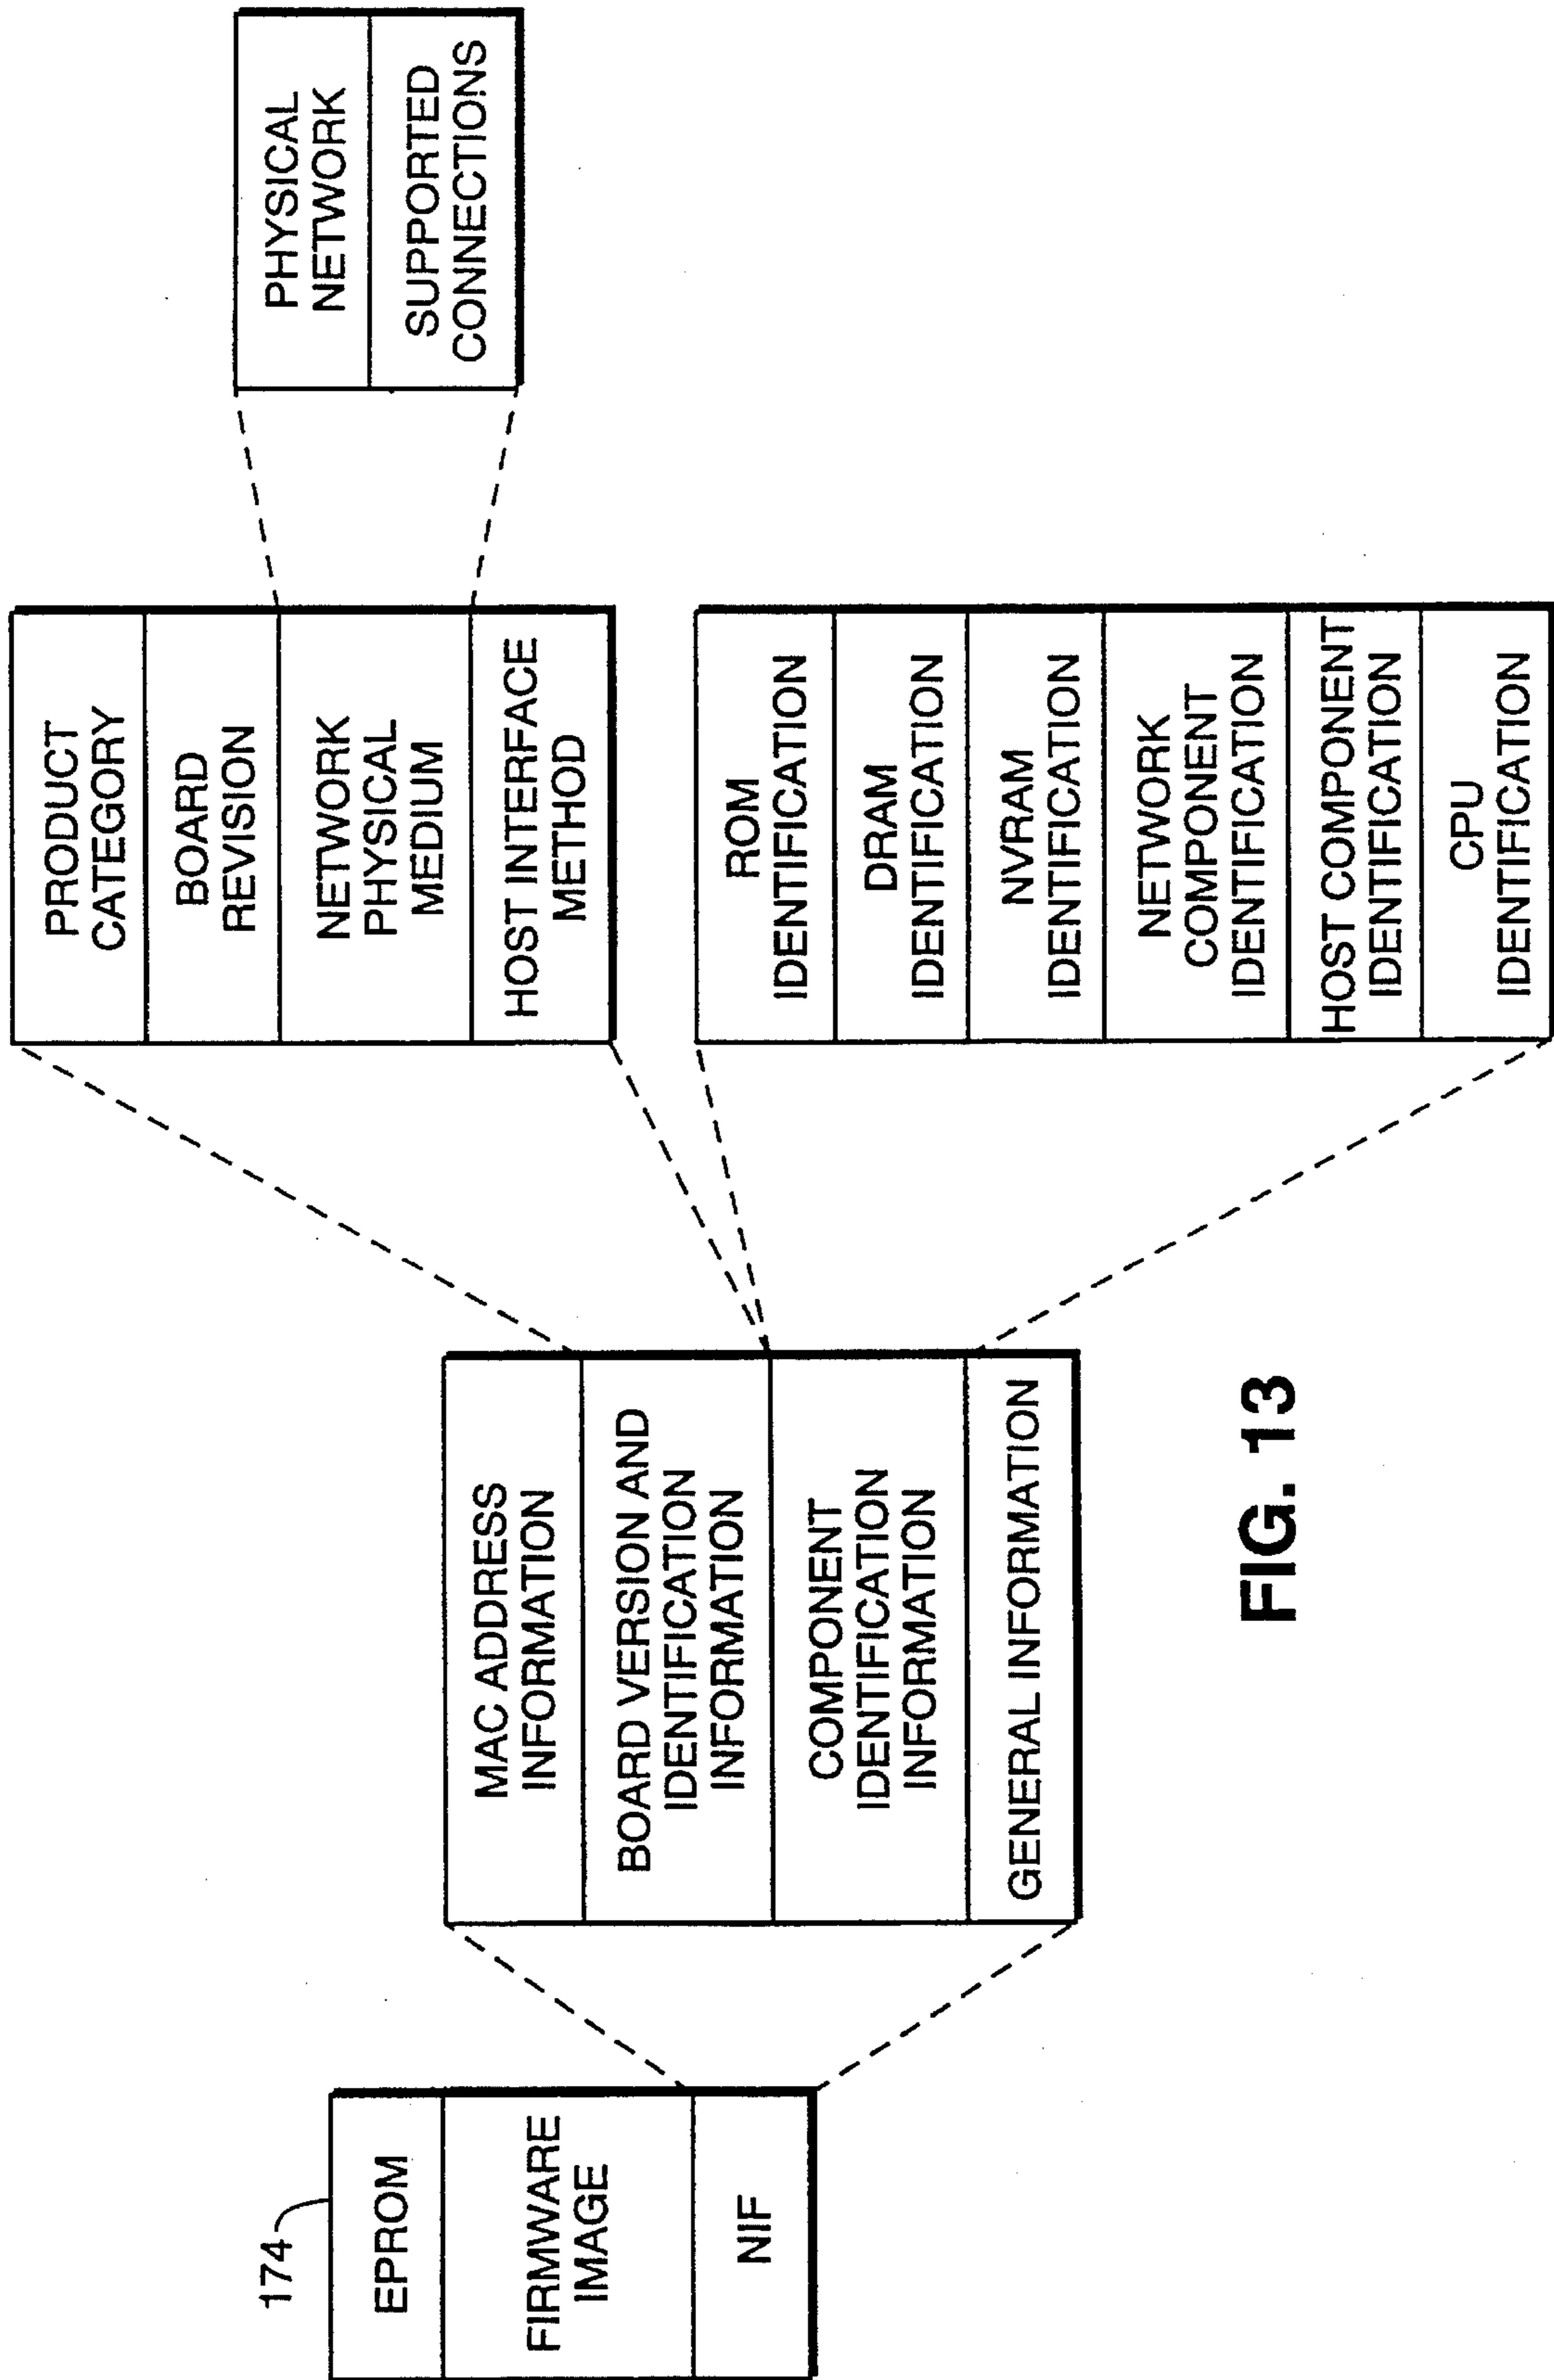 174
EPROM
FIRMWARE
IMAGE
NIF
MAC ADDRESS
INFORMATION
BOARD VERSION AND
IDENTIFICATION
INFORMATION
COMPONENT
IDENTIFICATION
INFORMATION
GENERAL INFORMATION
PRODUCT
CATEGORY
BOARD
REVISION
NETWORK
PHYSICAL
MEDIUM
HOST INTERFACE
METHOD
ROM
IDENTIFICATION
DRAM
IDENTIFICATION
NVRAM
IDENTIFICATION
NETWORK
COMPONENT
IDENTIFICATION
HOST COMPONENT
IDENTIFICATION
CPU
IDENTIFICATION
PHYSICAL
NETWORK
SUPPORTED
CONNECTIONS
FIG. 13